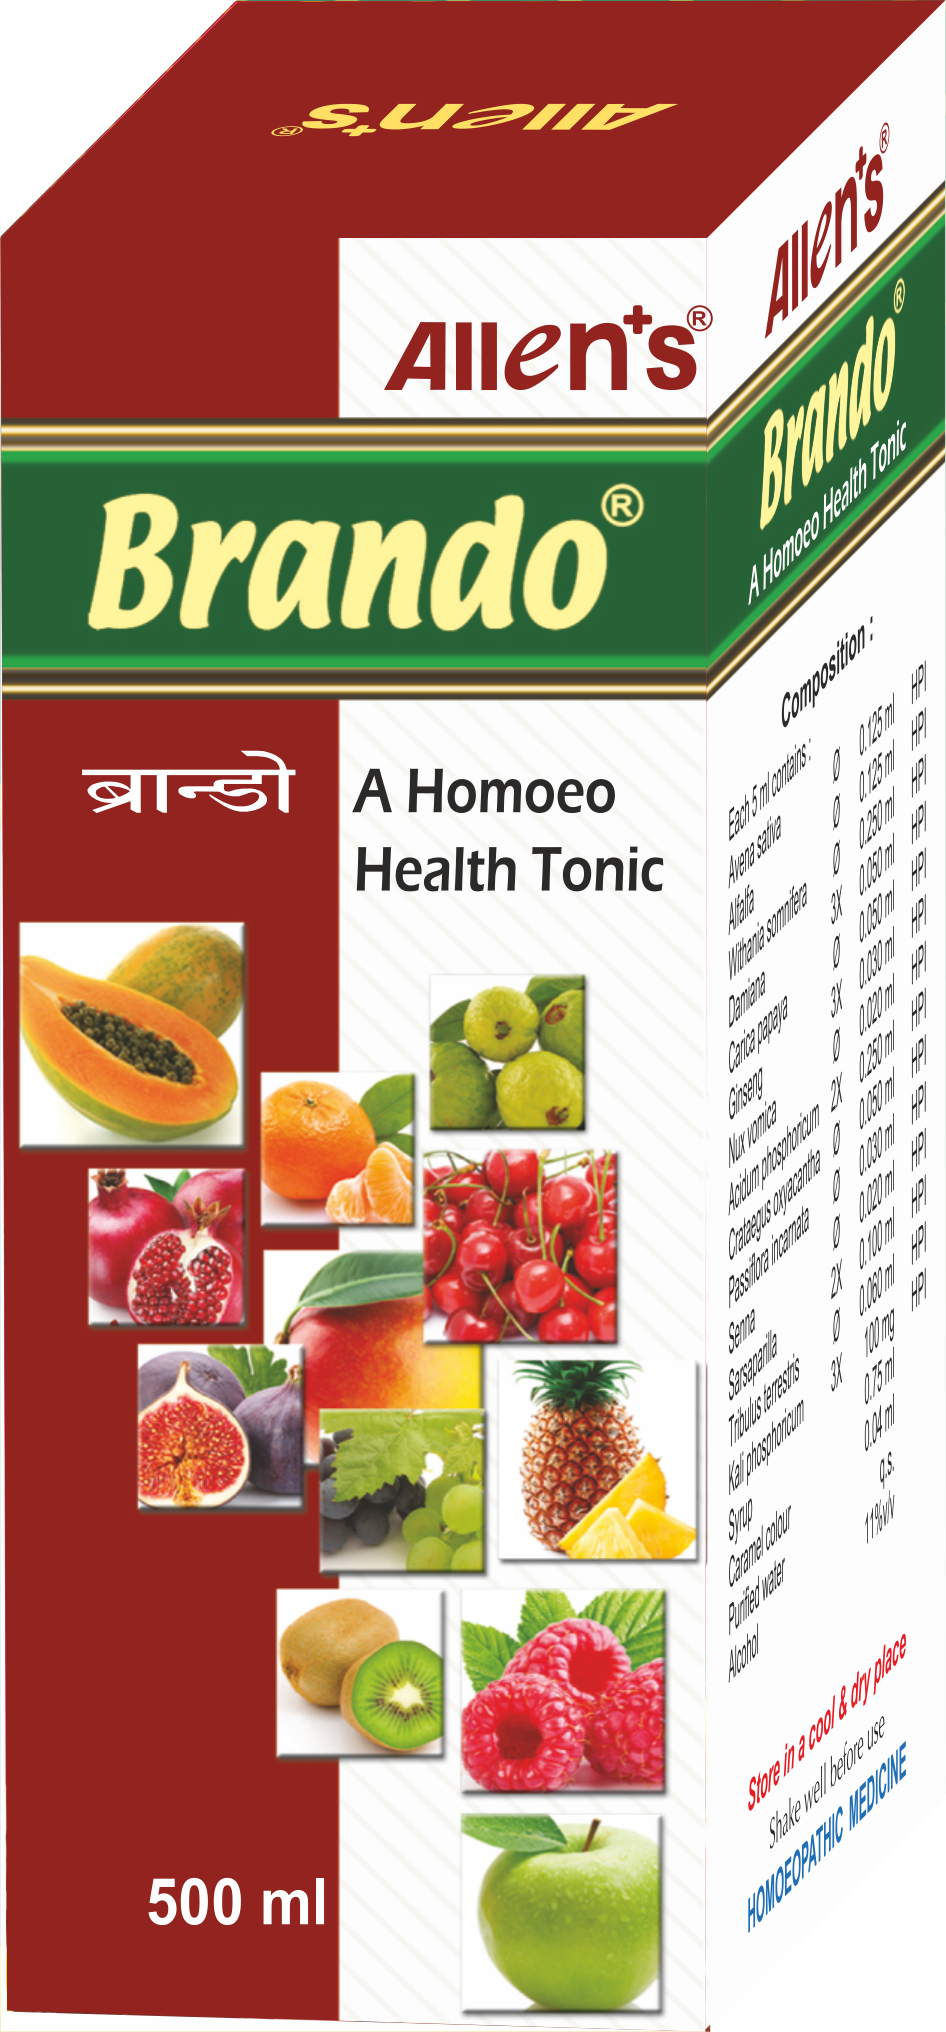 Allen's®
Allen's®
Brando®
ब्रान्डो
A Homoeo
Health Tonic
500 ml
Allen's®
Brando®
A Homoeo Health Tonic
Composition :
Each 5 ml contains :
Avena sativa Ø 0.125 ml HPI
Alfalfa Ø 0.125 ml HPI
Withania somnifera Ø 0.250 ml HPI
Damiana 3X 0.050 ml HPI
Carica papaya Ø 0.050 ml HPI
Ginseng 3X 0.030 ml HPI
Nux vomica Ø 0.020 ml HPI
Acidum phosphoricum 2X 0.250 ml HPI
Crataegus oxyacantha Ø 0.050 ml HPI
Passiflora incarnata Ø 0.030 ml HPI
Senna Ø 0.020 ml HPI
Sarsaparilla 2X 0.100 ml HPI
Tribulus terrestris Ø 0.060 ml HPI
Kali phosphoricum 3X 100 mg HPI
Syrup 0.75 ml
Caramel colour 0.04 ml
Purified water q.s.
Alcohol 11%v/v
Store in a cool & dry place
Shake well before use
HOMOEOPATHIC MEDICINE